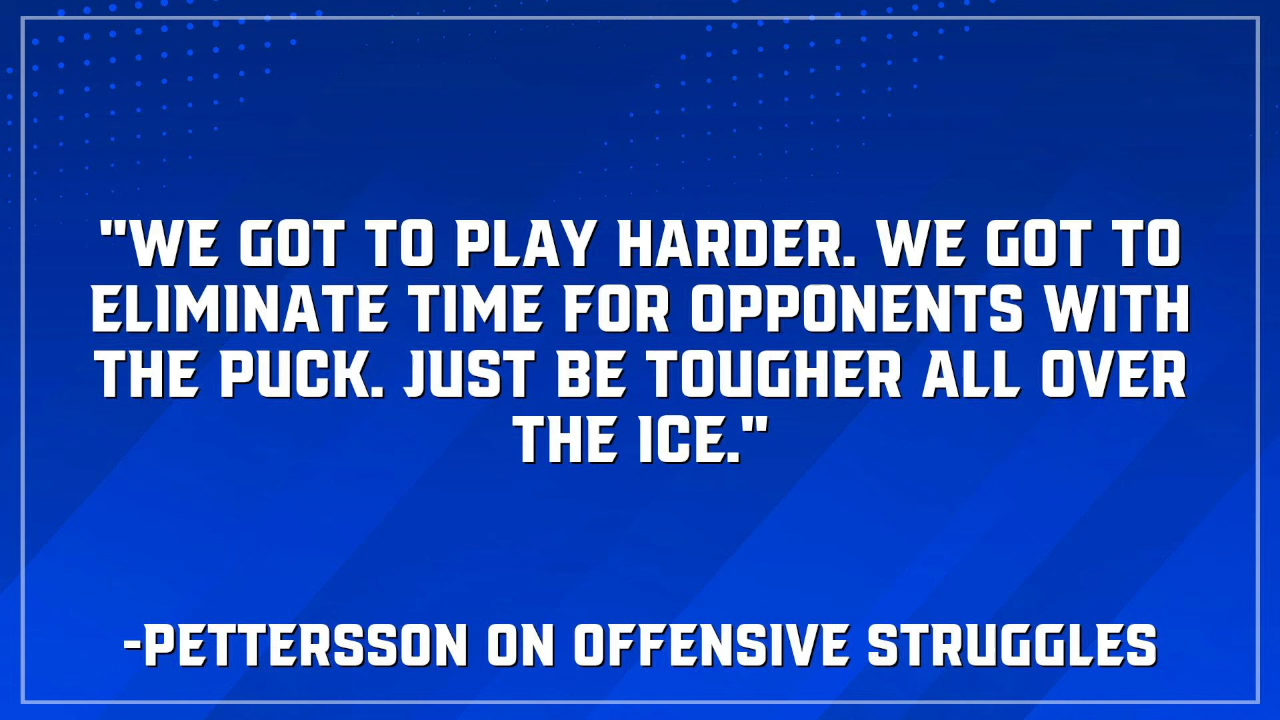 "WE GOT TO PLAY HARDER. WE GOT TO
ELIMINATE TIME FOR OPPONENTS WITH
THE PUCK. JUST BE TOUGHER ALL OVER
THE ICE."
-PETTERSSON ON OFFENSIVE STRUGGLES